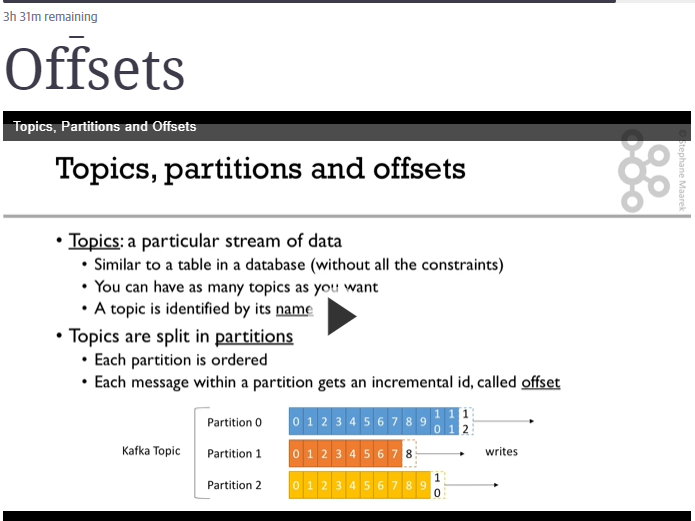 3h 31m remaining
Offsets
Topics, Partitions and Offsets
© Stephane Maarek
Topics, partitions and offsets
• Topics: a particular stream of data
• Similar to a table in a database (without all the constraints)
• You can have as many topics as you want
• A topic is identified by its name
• Topics are split in partitions
• Each partition is ordered
• Each message within a partition gets an incremental id, called offset
Kafka Topic
Partition 0
0 1 2 3 4 5 6 7 8 9 10 11 12
Partition 1
0 1 2 3 4 5 6 7 8
writes
Partition 2
0 1 2 3 4 5 6 7 8 9 10